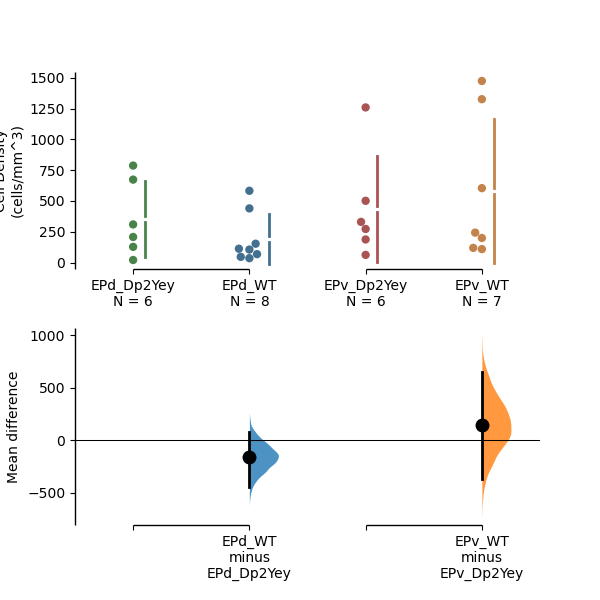 1500
1250
1000
750
500
250
0
Cell Density
(cells/mm^3)
EPd_Dp2Yey
N = 6
EPd_WT
N = 8
EPv_Dp2Yey
N = 6
EPv_WT
N = 7
1000
500
0
−500
Mean difference
EPd_WT
minus
EPd_Dp2Yey
EPv_WT
minus
EPv_Dp2Yey